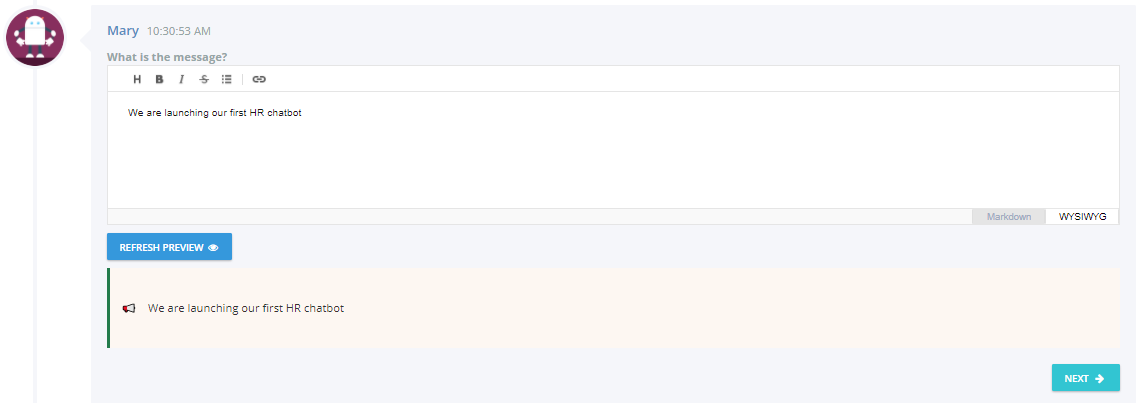 Mary 10:30:53 AM
What is the message?
H B I S
We are launching our first HR chatbot
Markdown WYSIWYG
REFRESH PREVIEW
We are launching our first HR chatbot
NEXT